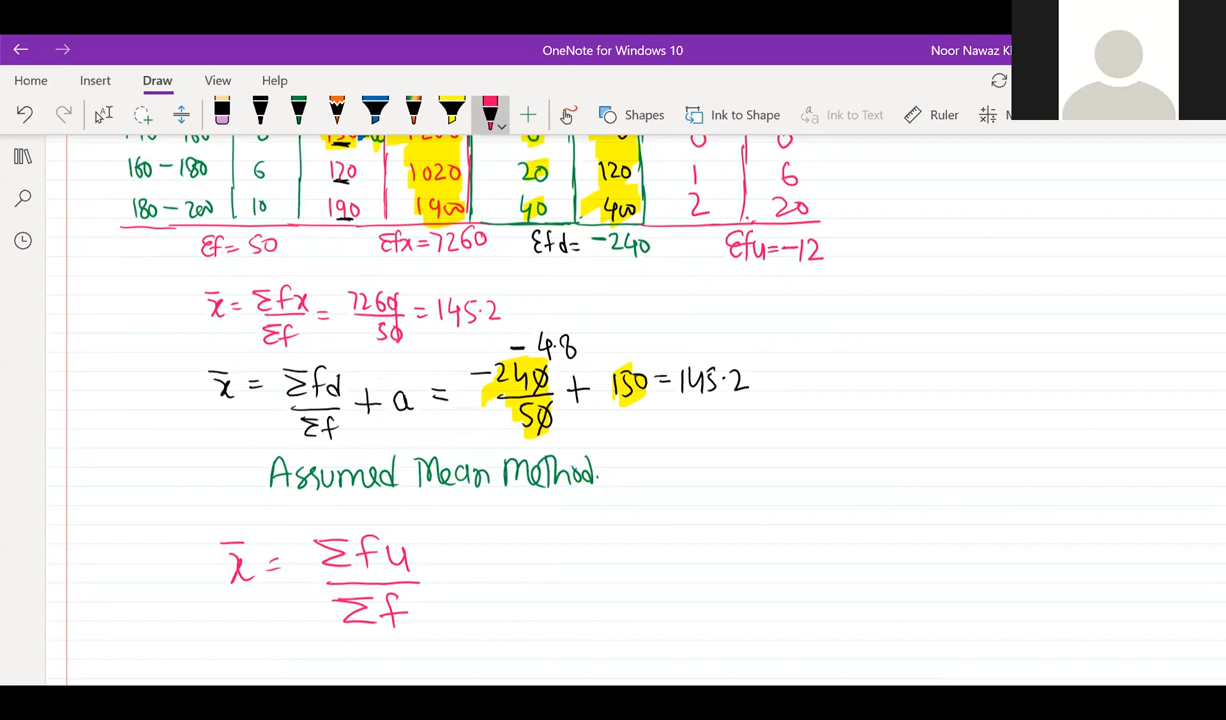 OneNote for Windows 10
Noor Nawaz
Home Insert Draw View Help
Shapes Ink to Shape Ink to Text Ruler
160 - 180 6 120 1020 20 120 1 6
180 - 200 10 190 1900 40 400 2 20
Σf = 50 Σfx = 7260 Σfd = -240 Σfu = -12
x̄ = Σfx/Σf = 7260/50 = 145.2
- 4.8
x̄ = Σfd/Σf + a = -240/50 + 150 = 145.2
Assumed Mean Method.
x̄ = Σfu/Σf